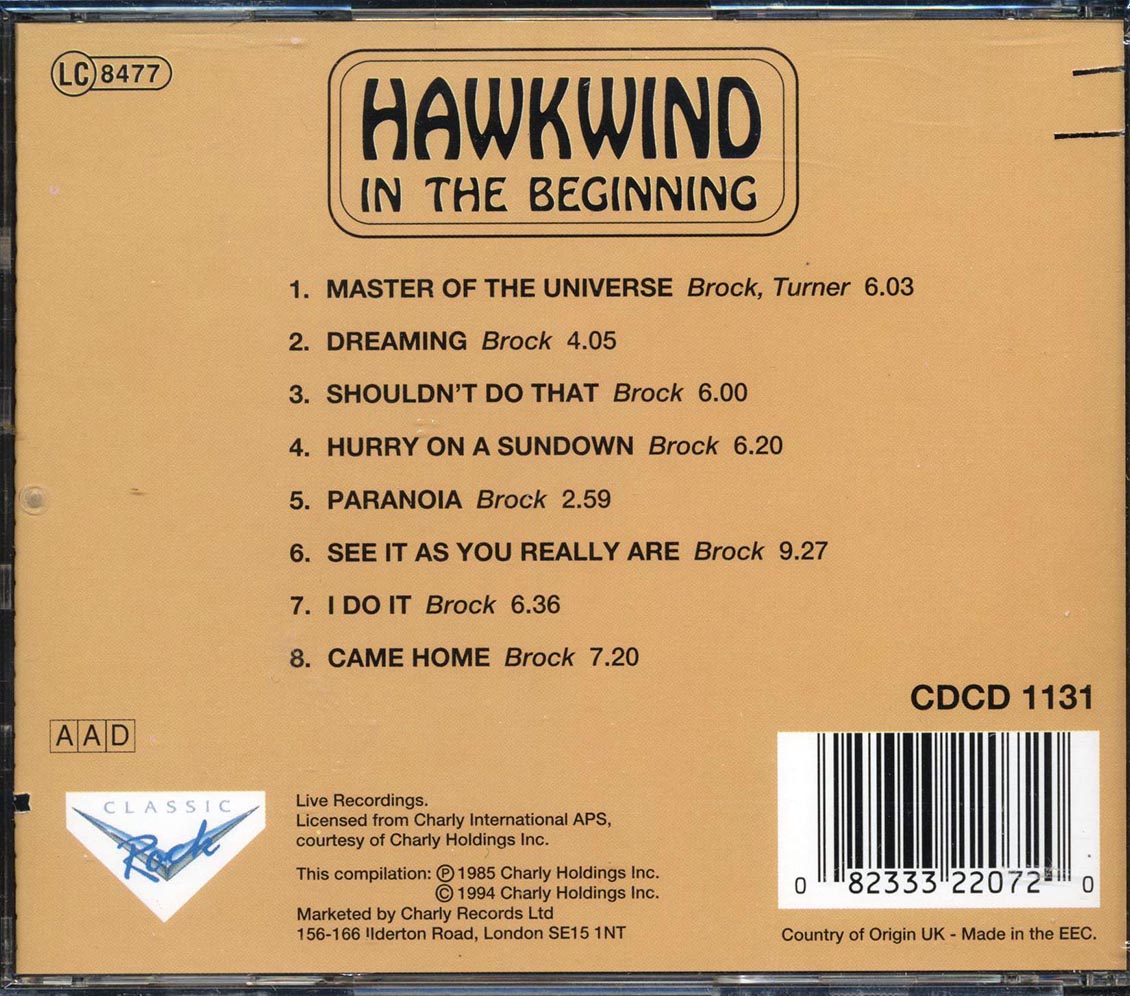 LC 8477
HAWKWIND
IN THE BEGINNING
1. MASTER OF THE UNIVERSE Brock, Turner 6.03
2. DREAMING Brock 4.05
3. SHOULDN'T DO THAT Brock 6.00
4. HURRY ON A SUNDOWN Brock 6.20
5. PARANOIA Brock 2.59
6. SEE IT AS YOU REALLY ARE Brock 9.27
7. I DO IT Brock 6.36
8. CAME HOME Brock 7.20
CDCD 1131
AAD
CLASSIC
Rock
Live Recordings.
Licensed from Charly International APS,
courtesy of Charly Holdings Inc.
This compilation: ℗ 1985 Charly Holdings Inc.
© 1994 Charly Holdings Inc.
Marketed by Charly Records Ltd
156-166 Ilderton Road, London SE15 1NT
0 82333 22072 0
Country of Origin UK - Made in the EEC.